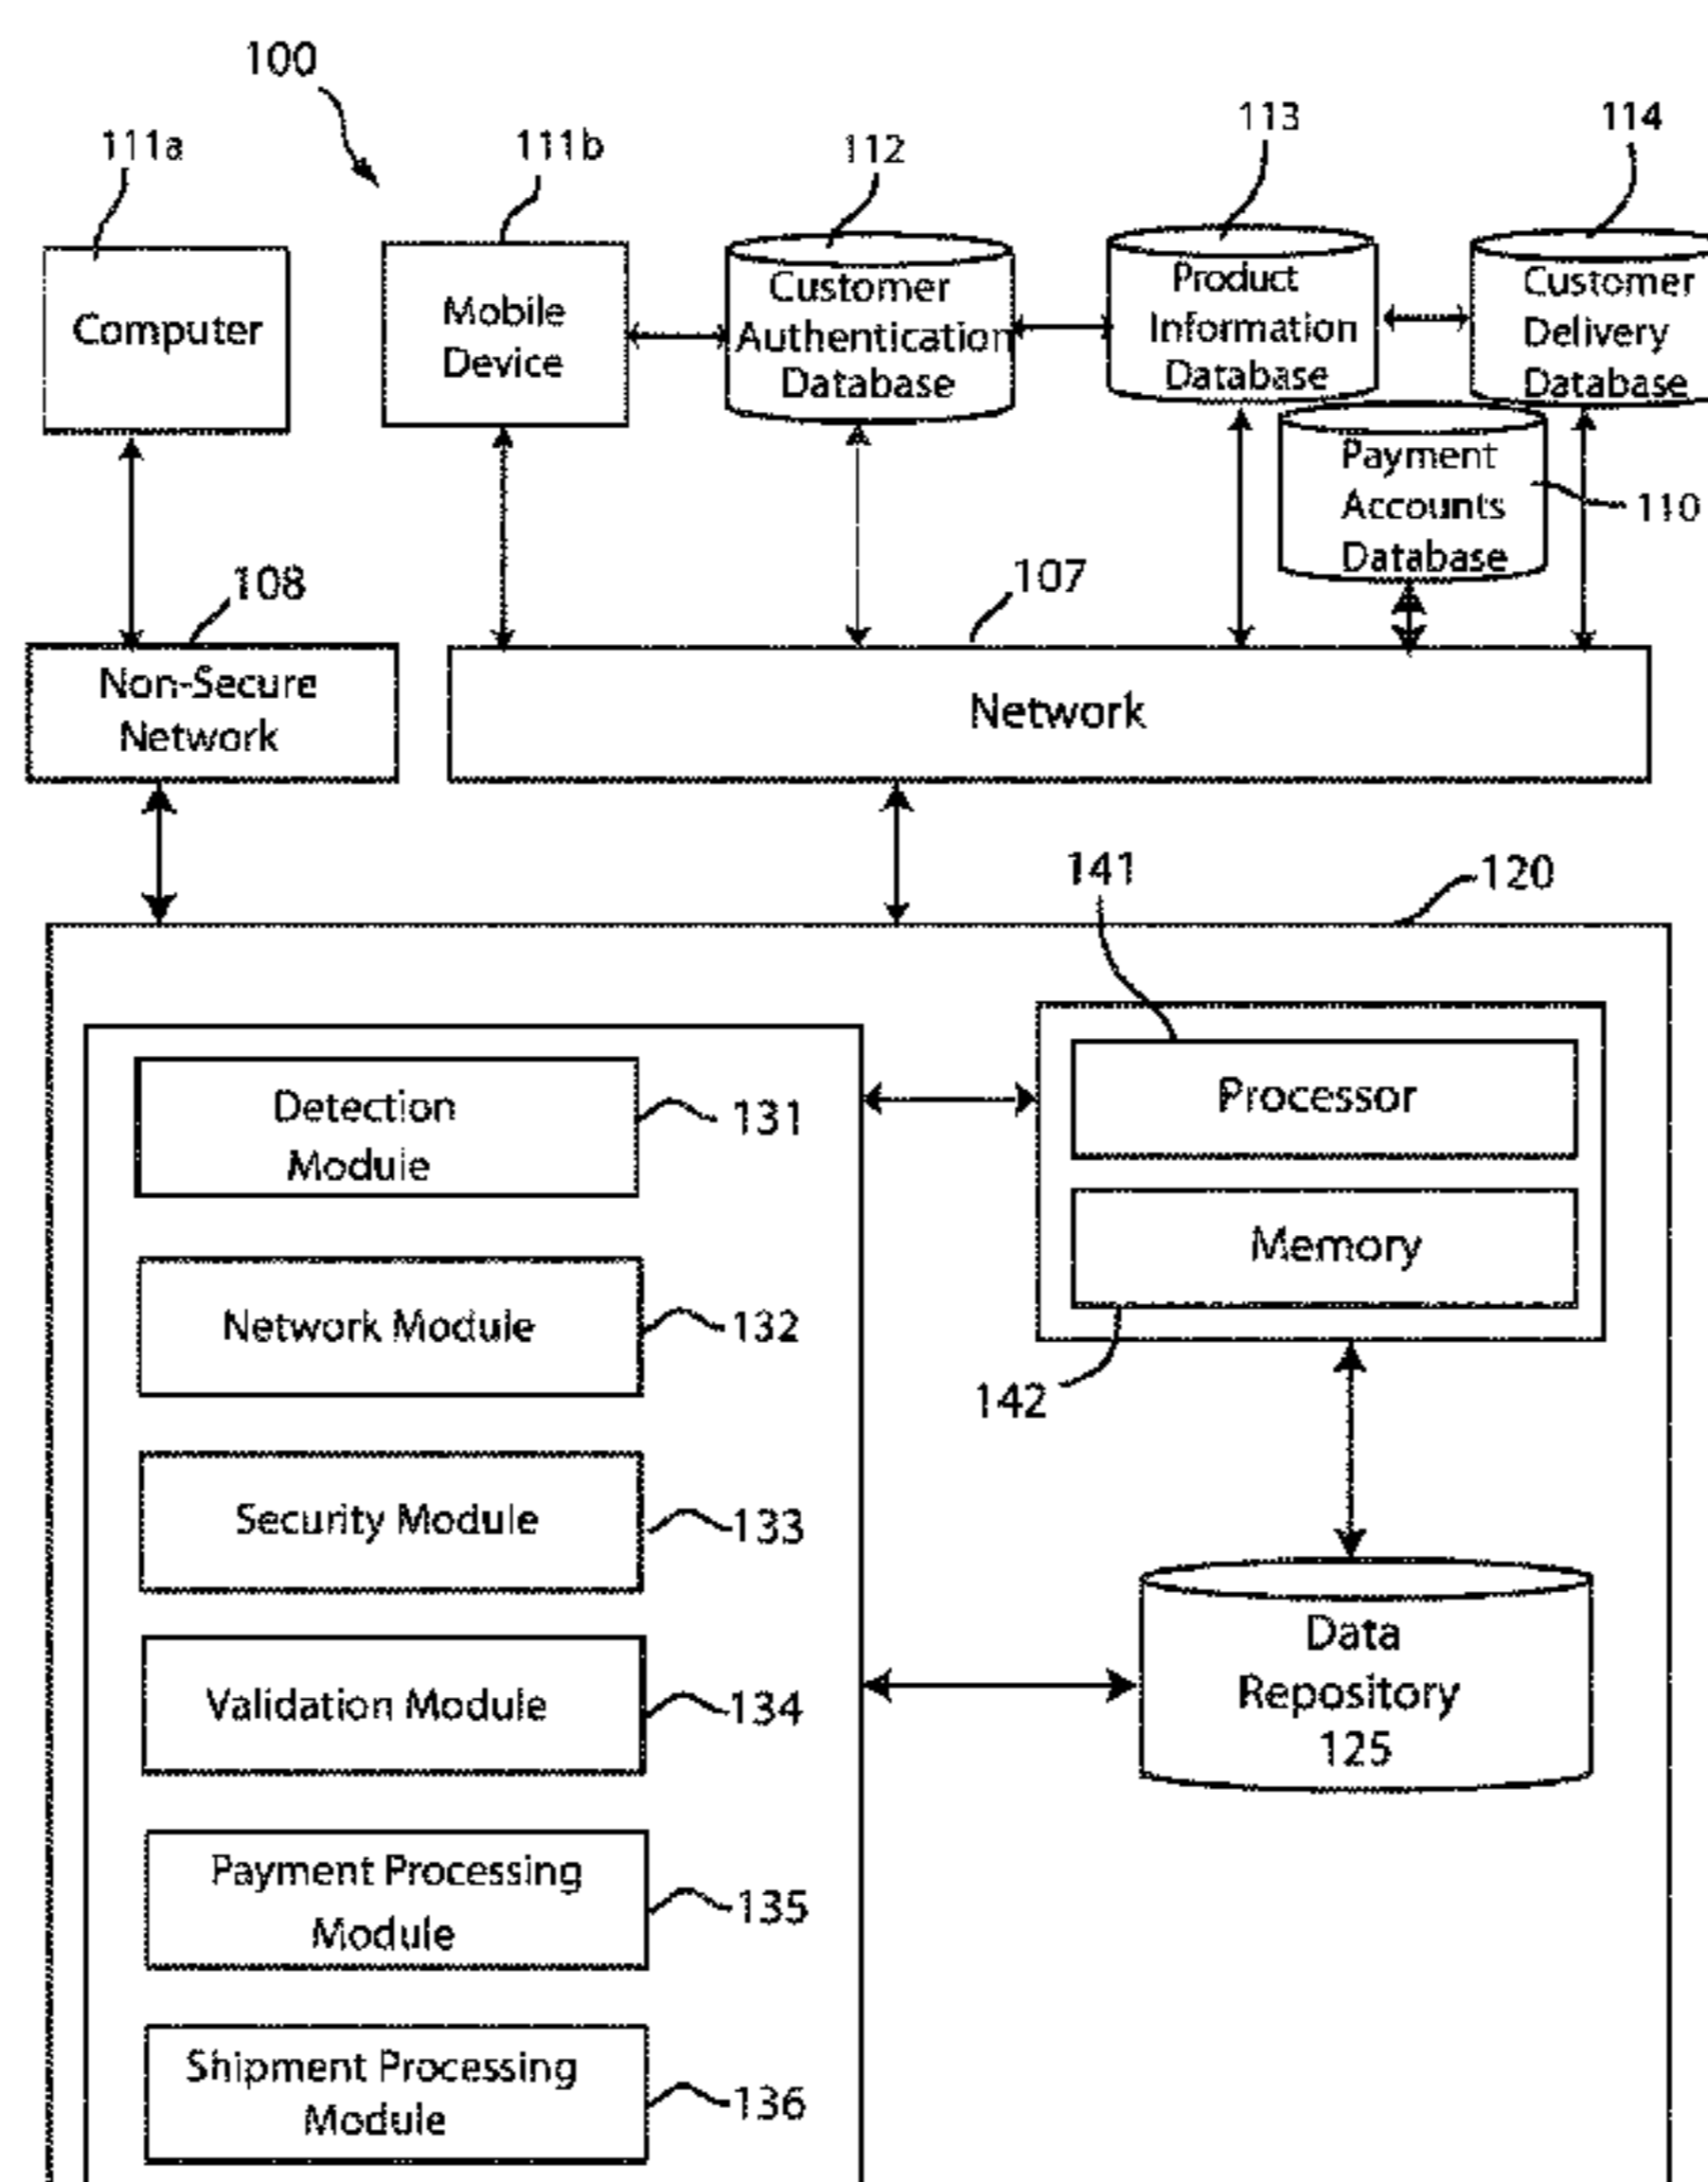 100
111a
111b
112
113
114
Computer
Mobile
Device
Customer
Authentication
Database
Product
Information
Database
Customer
Delivery
Database
Payment
Accounts
Database
110
108
107
Non-Secure
Network
Network
141
120
Detection
Module
131
Processor
Memory
142
Network Module
132
Security Module
133
Validation Module
134
Data
Repository
125
Payment Processing
Module
135
Shipment Processing
Module
136